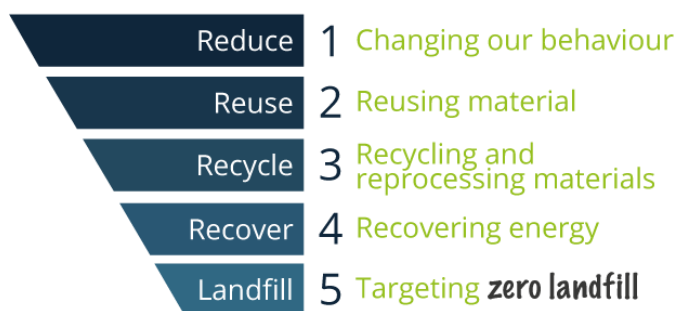 Reduce 1 Changing our behaviour
Reuse 2 Reusing material
Recycle 3 Recycling and
reprocessing materials
Recover 4 Recovering energy
Landfill 5 Targeting zero landfill